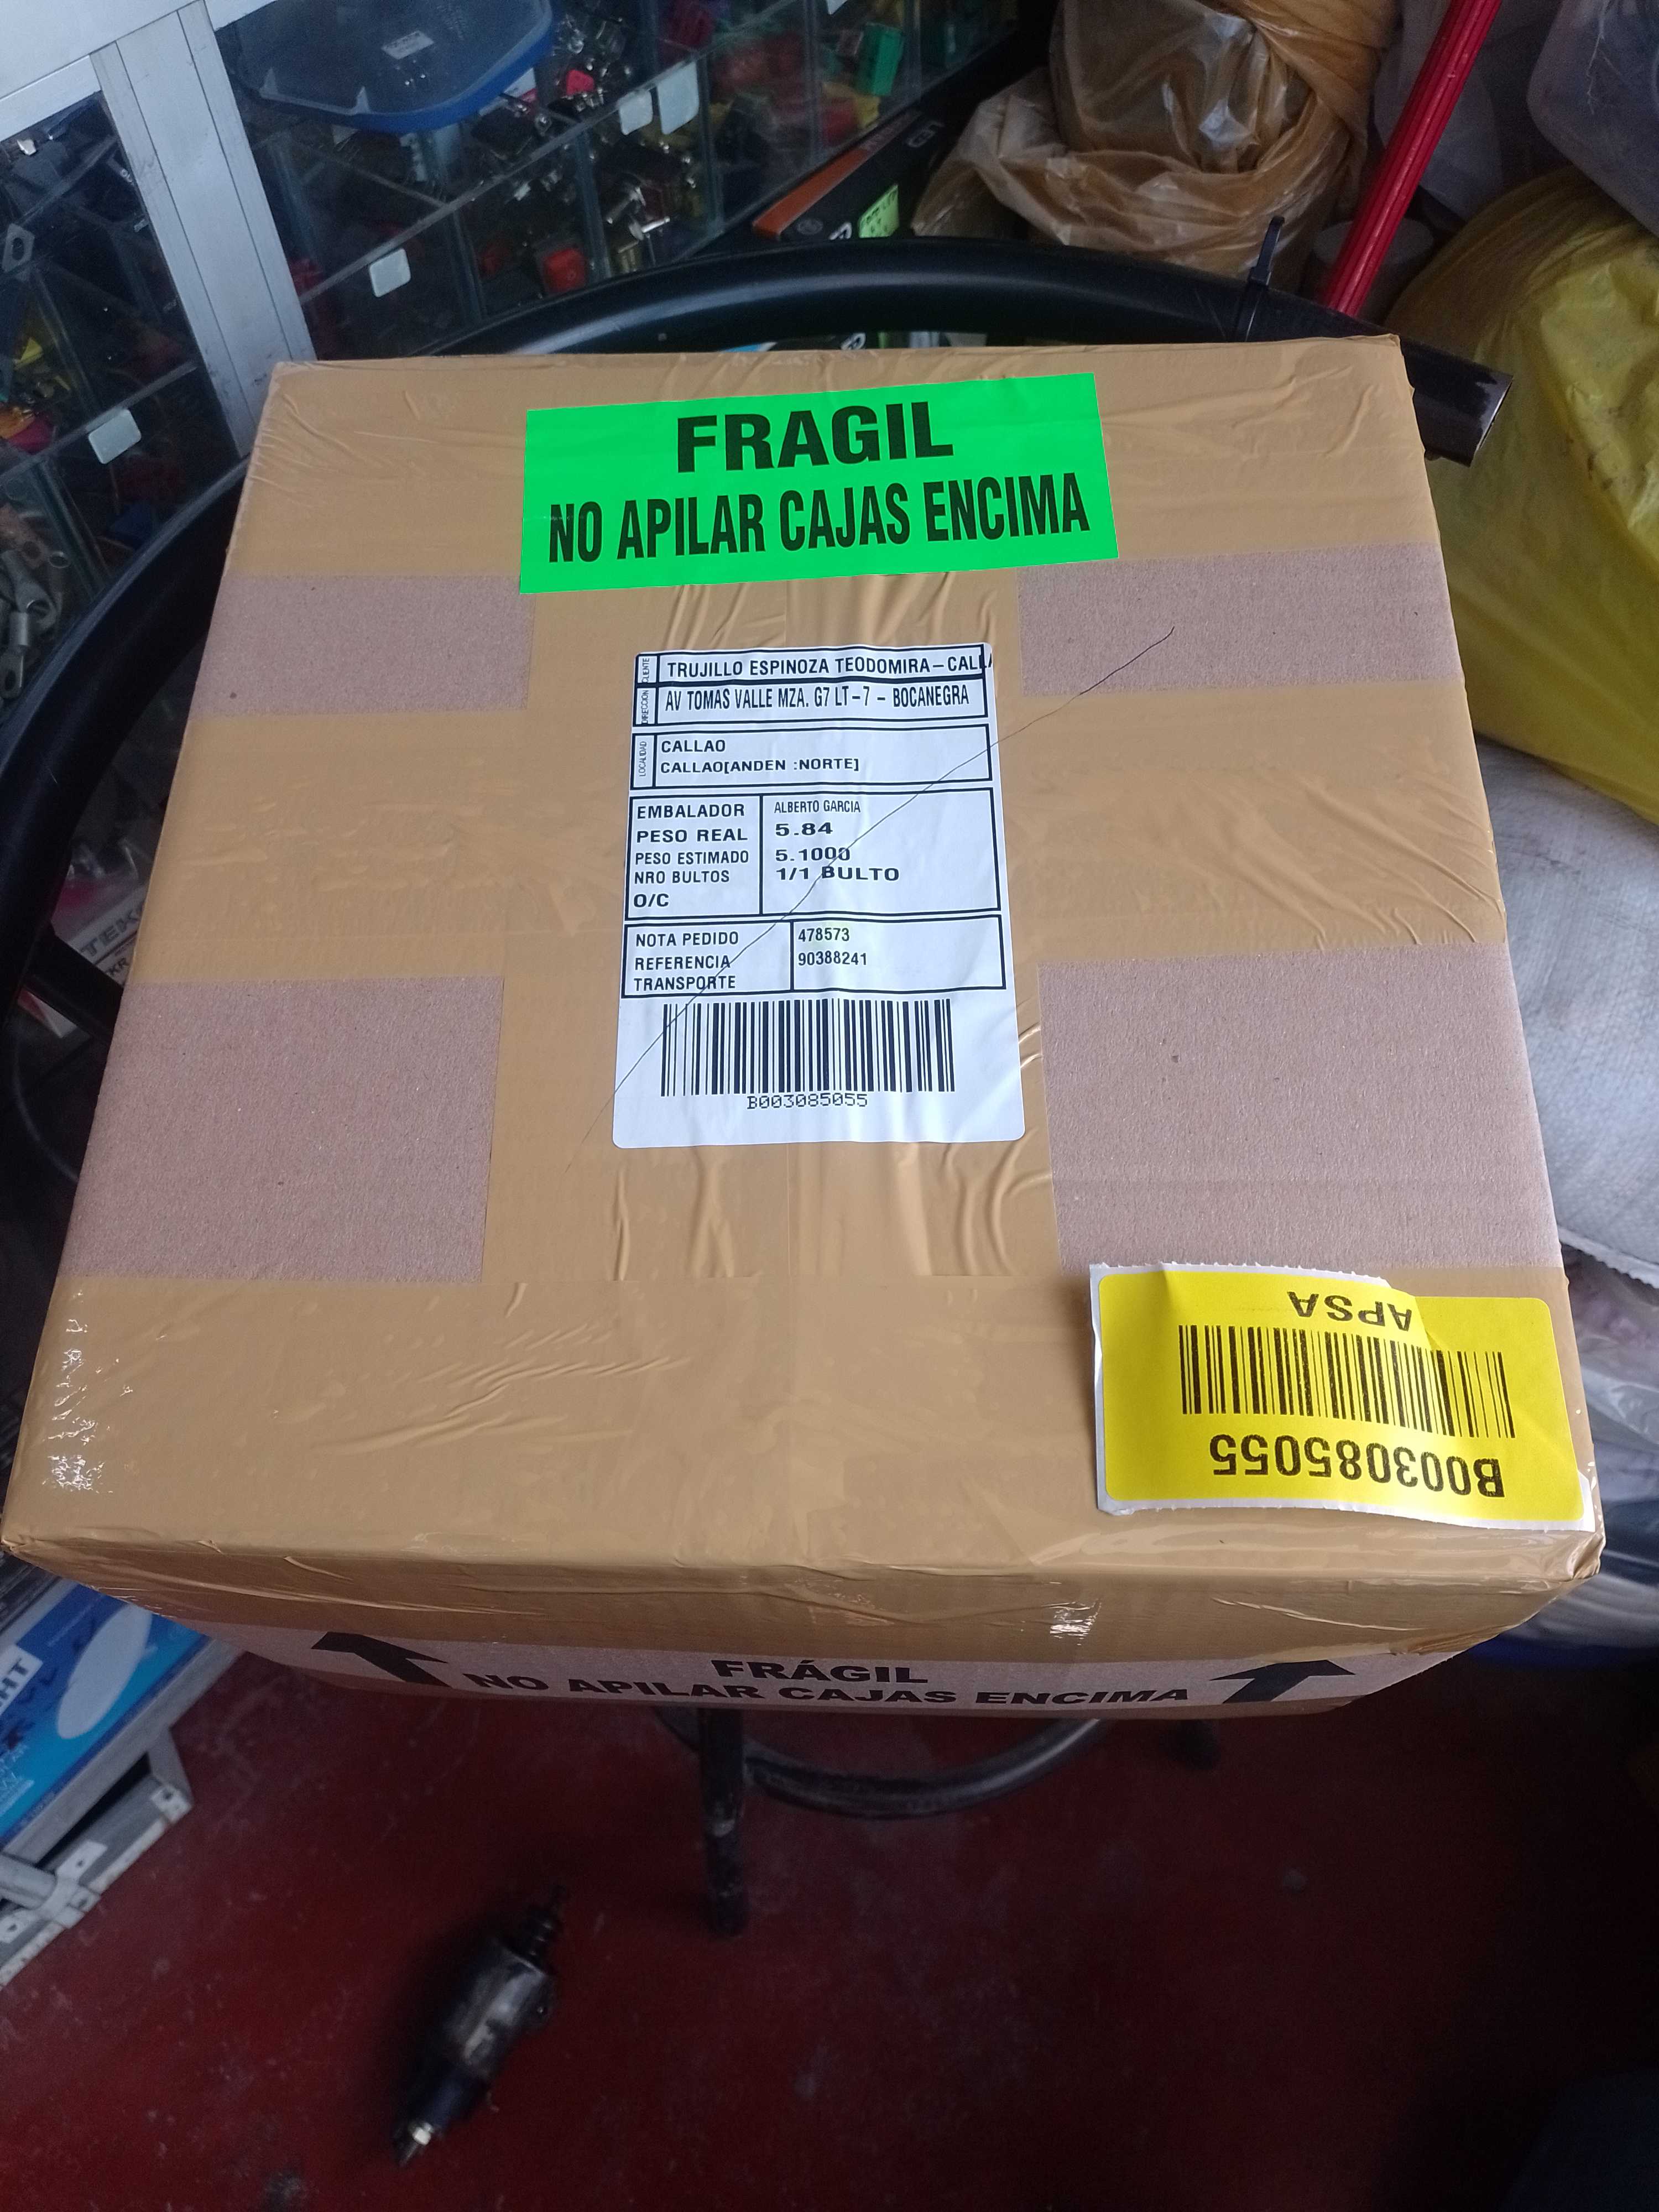 FRAGIL
NO APILAR CAJAS ENCIMA
CLIENTE
TRUJILLO ESPINOZA TEODOMIRA-CALLA
DIRECCION
AV TOMAS VALLE MZA. G7 LT-7 - BOCANEGRA
LOCALIDAD
CALLAO
CALLAO[ANDEN :NORTE]
EMBALADOR ALBERTO GARCIA
PESO REAL 5.84
PESO ESTIMADO 5.1000
NRO BULTOS 1/1 BULTO
O/C
NOTA PEDIDO 478573
REFERENCIA 90388241
TRANSPORTE
B003085055
B003085055
APSA
FRÁGIL
NO APILAR CAJAS ENCIMA